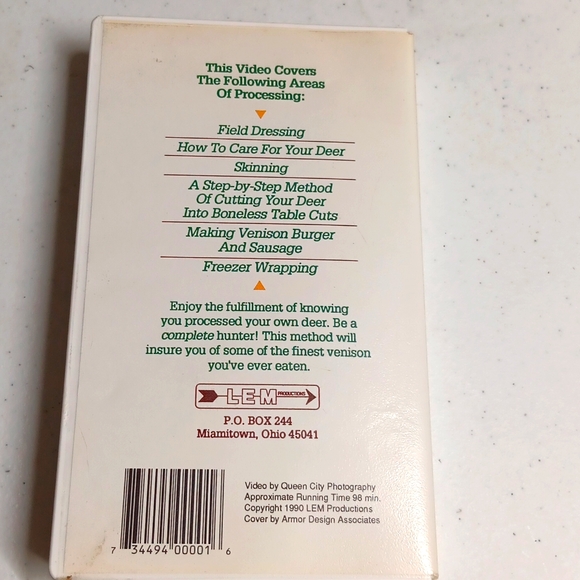 This Video Covers
The Following Areas
Of Processing:
Field Dressing
How To Care For Your Deer
Skinning
A Step-by-Step Method
Of Cutting Your Deer
Into Boneless Table Cuts
Making Venison Burger
And Sausage
Freezer Wrapping
Enjoy the fulfillment of knowing
you processed your own deer. Be a
complete hunter! This method will
insure you of some of the finest venison
you've ever eaten.
L·E·M PRODUCTIONS
P.O. BOX 244
Miamitown, Ohio 45041
Video by Queen City Photography
Approximate Running Time 98 min.
Copyright 1990 LEM Productions
Cover by Armor Design Associates
7 34494 00001 6